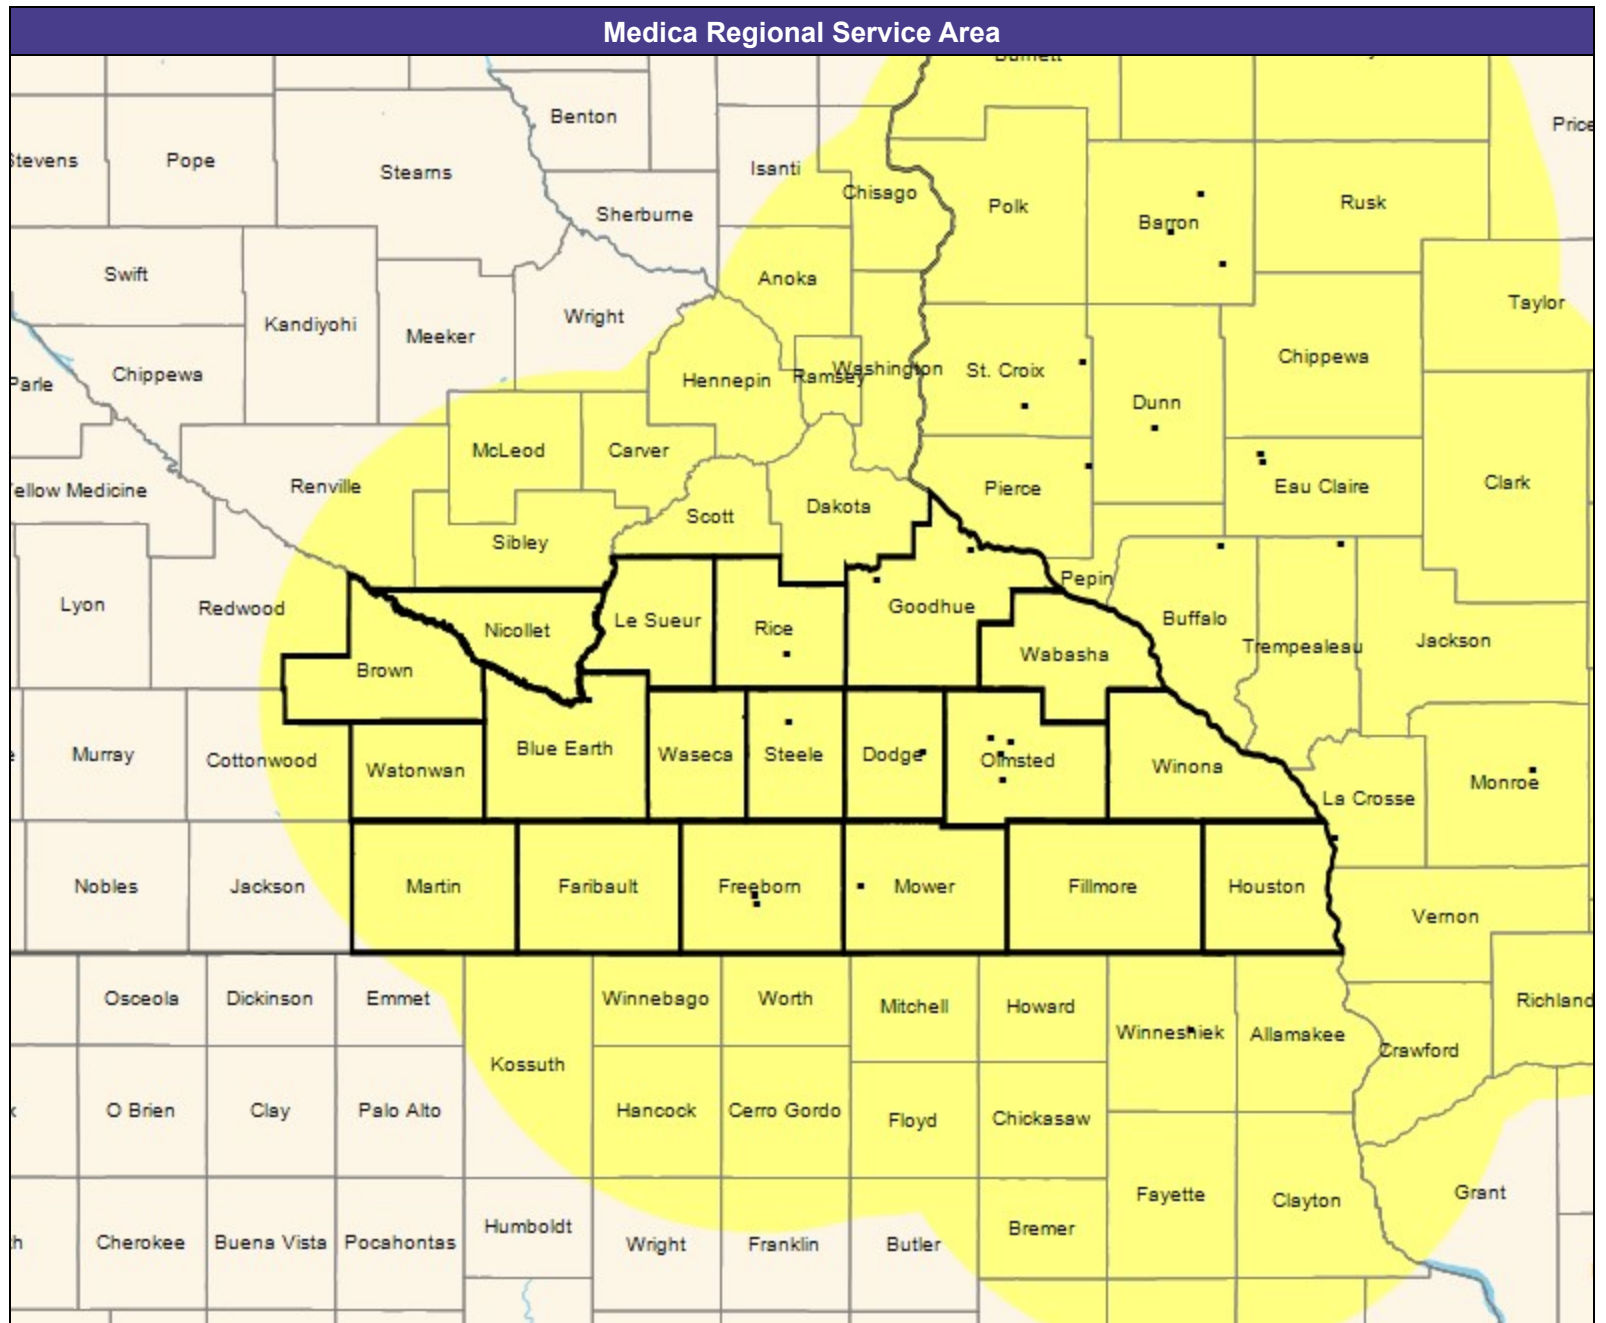 Medica Regional Service Area
Burnett
Benton
Price
Stevens
Pope
Stearns
Isanti
Chisago
Sherburne
Polk
Barron
Rusk
Swift
Anoka
Taylor
Kandiyohi
Meeker
Wright
Chippewa
Parle
Hennepin
Ramsey
Washington
St. Croix
Chippewa
Dunn
McLeod
Carver
Renville
Yellow Medicine
Scott
Dakota
Pierce
Eau Claire
Clark
Sibley
Pepin
Lyon
Redwood
Nicollet
Le Sueur
Rice
Goodhue
Buffalo
Trempealeau
Jackson
Brown
Wabasha
Murray
Cottonwood
Watonwan
Blue Earth
Waseca
Steele
Dodge
Olmsted
Winona
La Crosse
Monroe
Nobles
Jackson
Martin
Faribault
Freeborn
Mower
Fillmore
Houston
Vernon
Osceola
Dickinson
Emmet
Winnebago
Worth
Mitchell
Howard
Winneshiek
Allamakee
Richland
Crawford
Kossuth
O Brien
Clay
Palo Alto
Hancock
Cerro Gordo
Floyd
Chickasaw
Fayette
Clayton
Grant
Cherokee
Buena Vista
Pocahontas
Humboldt
Wright
Franklin
Butler
Bremer